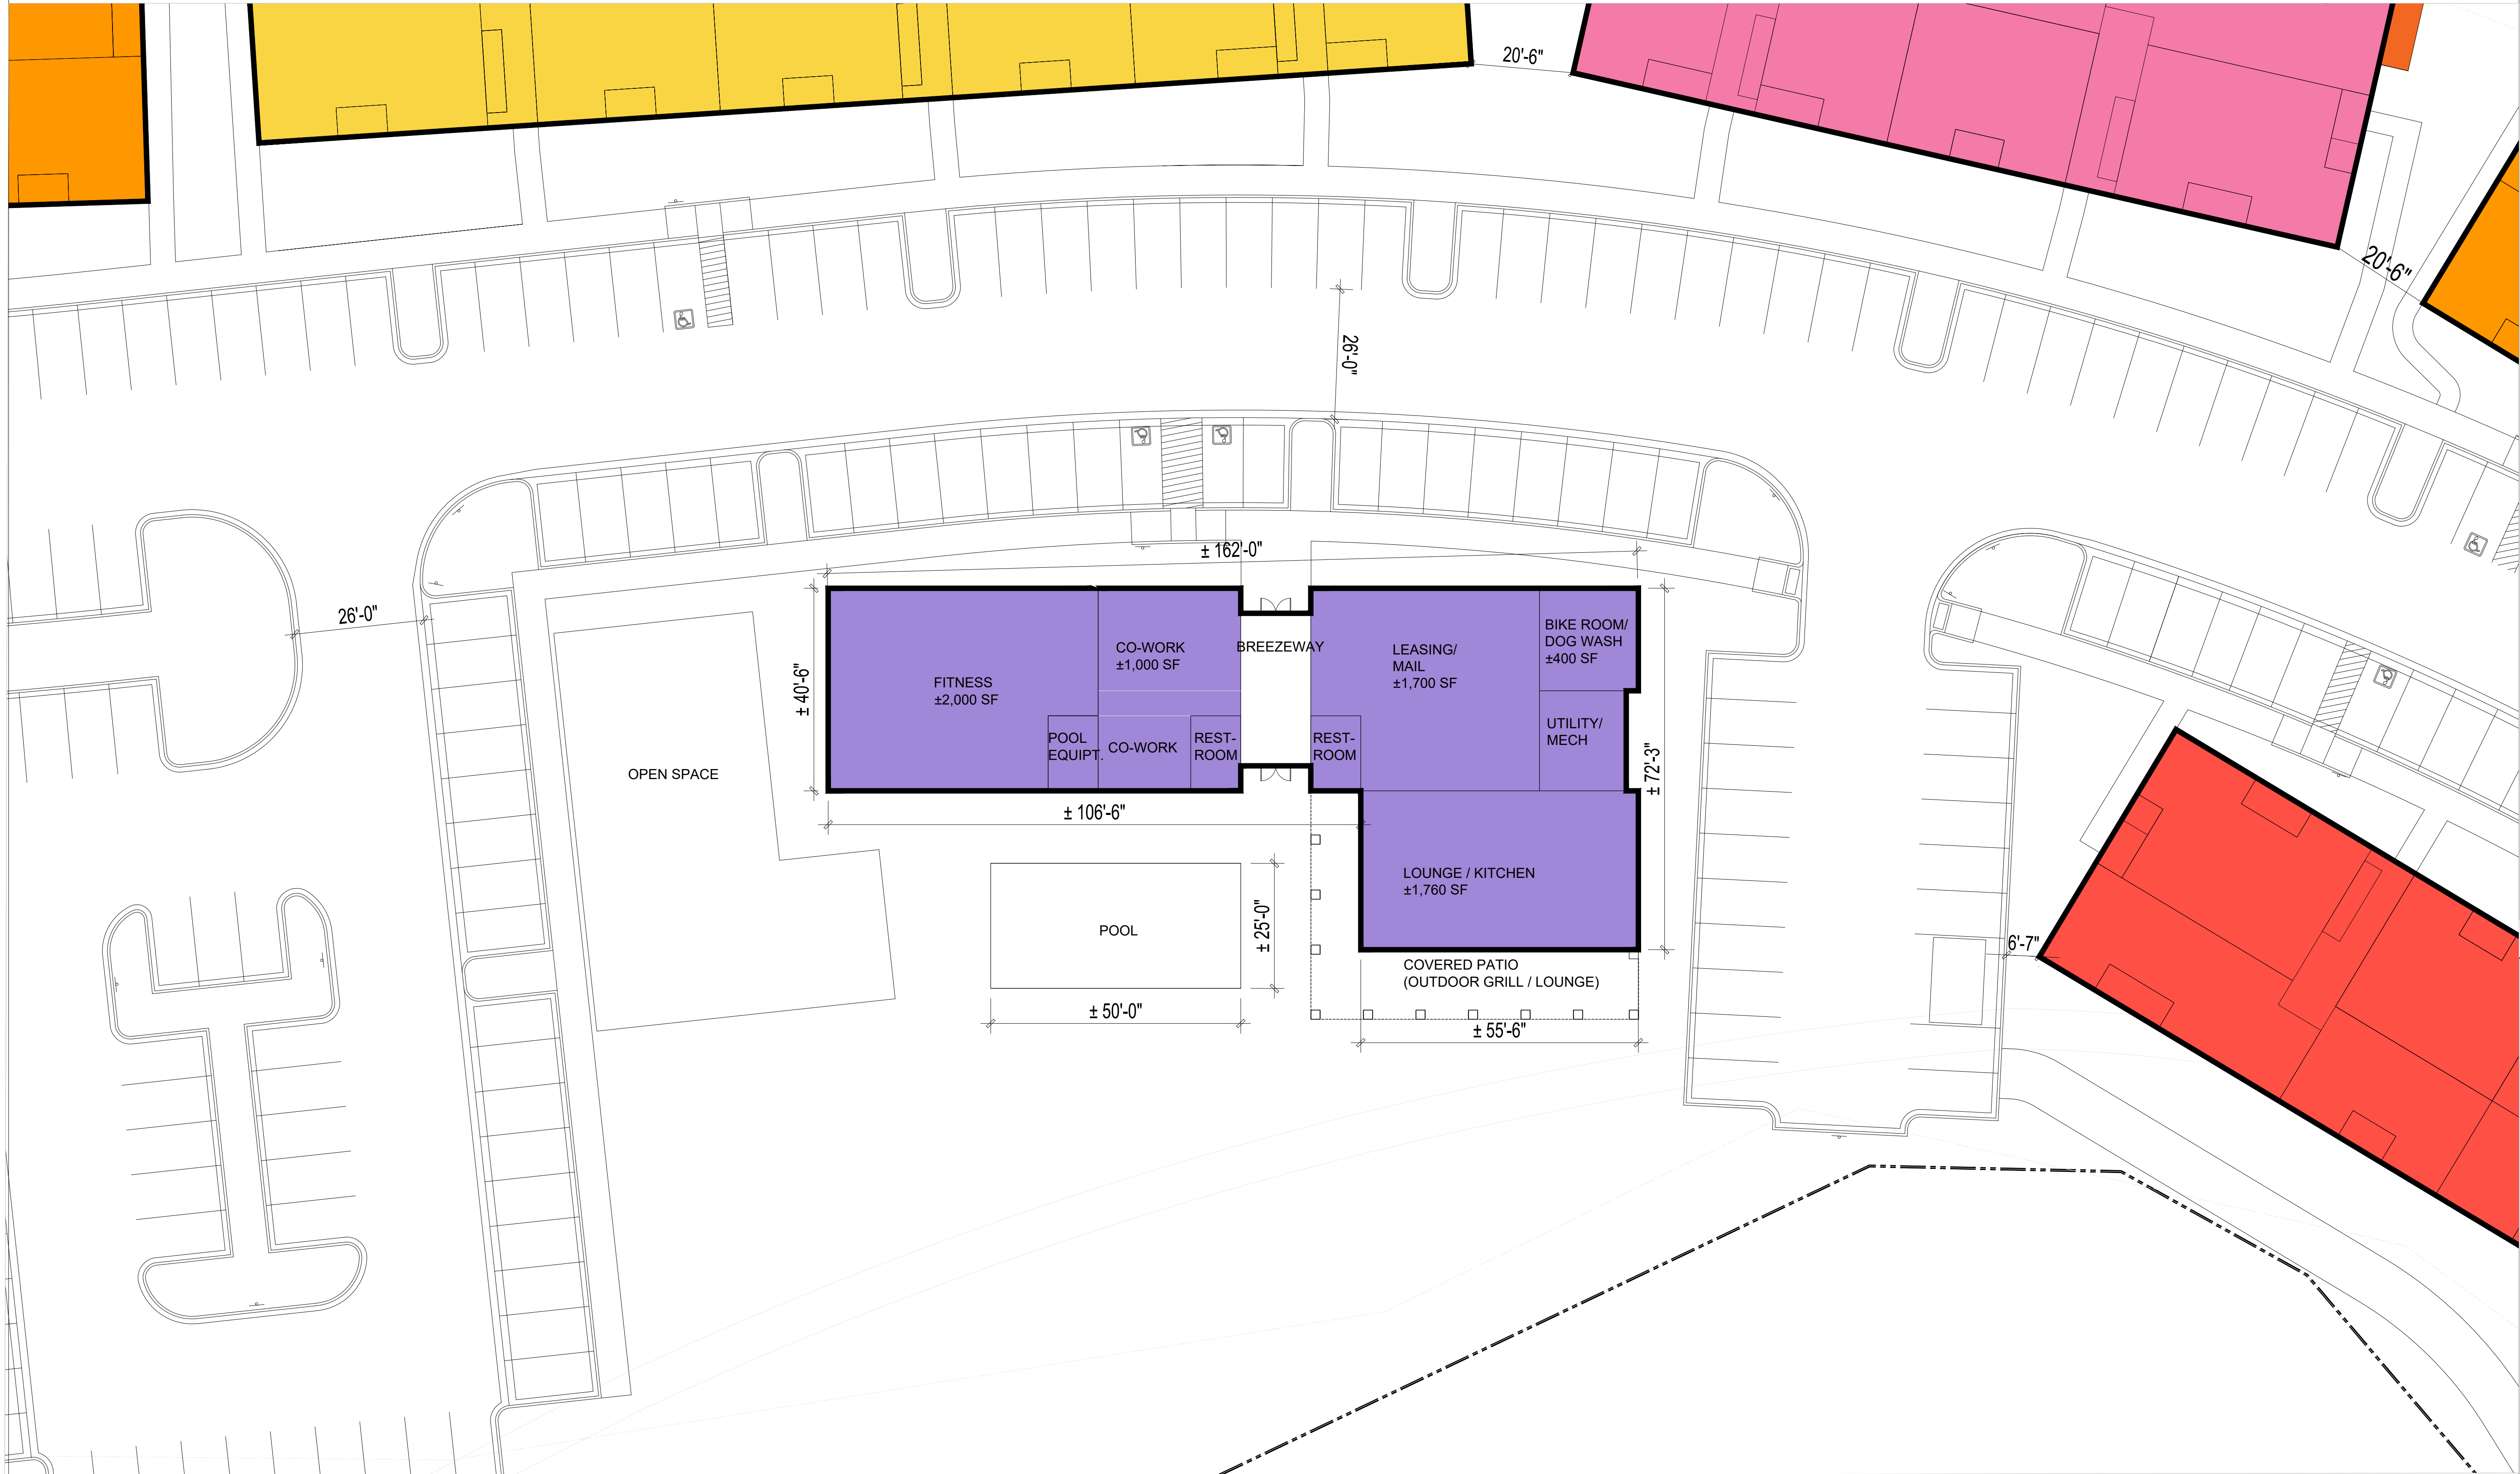 20'-6"
20'-6"
26'-0"
± 162'-0"
26'-0"
± 40'-6"
FITNESS
±2,000 SF
CO-WORK
±1,000 SF
BREEZEWAY
LEASING/
MAIL
±1,700 SF
BIKE ROOM/
DOG WASH
±400 SF
POOL
EQUIPT.
CO-WORK
REST-
ROOM
REST-
ROOM
UTILITY/
MECH
± 72'-3"
OPEN SPACE
± 106'-6"
LOUNGE / KITCHEN
±1,760 SF
POOL
± 25'-0"
6'-7"
COVERED PATIO
(OUTDOOR GRILL / LOUNGE)
± 50'-0"
± 55'-6"